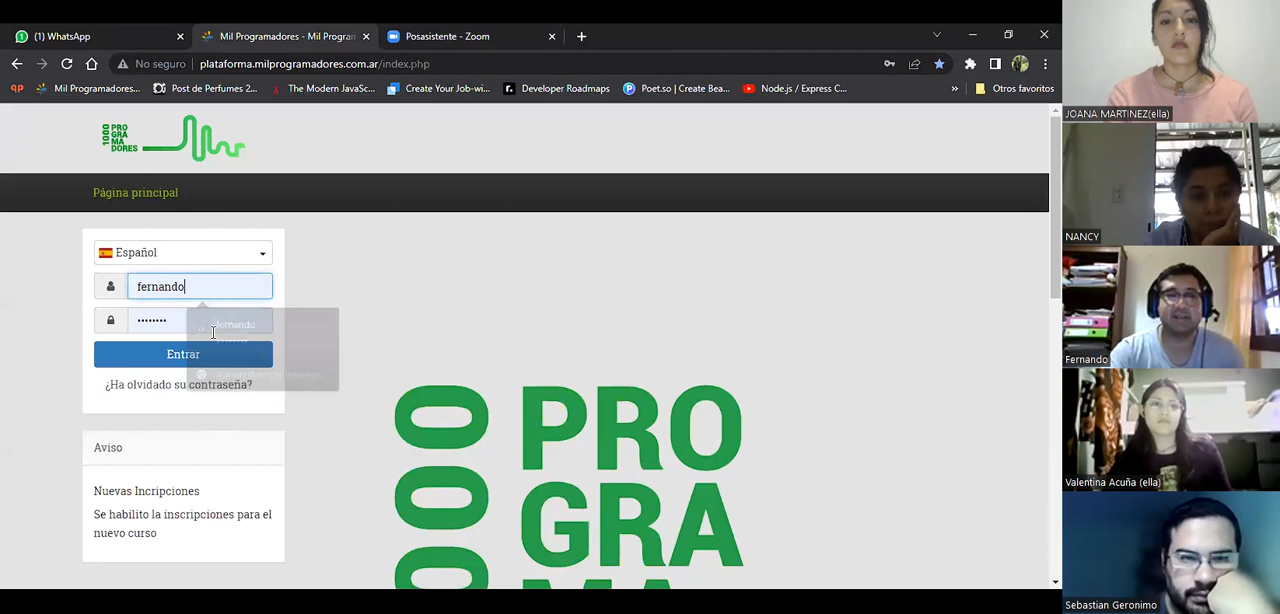 (1) WhatsApp
Mil Programadores - Mil Program
Posasistente - Zoom
No seguro
plataforma.milprogramadores.com.ar/index.php
Mil Programadores...
Post de Perfumes 2...
The Modern JavaSc...
Create Your Job-wi...
Developer Roadmaps
Poet.so | Create Bea...
Node.js / Express C...
»
Otros favoritos
1000 PRO
GRA
MA
DORES
Página principal
Español
fernando
••••••••
fernando
Entrar
¿Ha olvidado su contraseña?
Aviso
Nuevas Incripciones
Se habilito la inscripciones para el
nuevo curso
1000 PRO
GRA
JOANA MARTINEZ(ella)
NANCY
Fernando
Valentina Acuña (ella)
Sebastian Geronimo